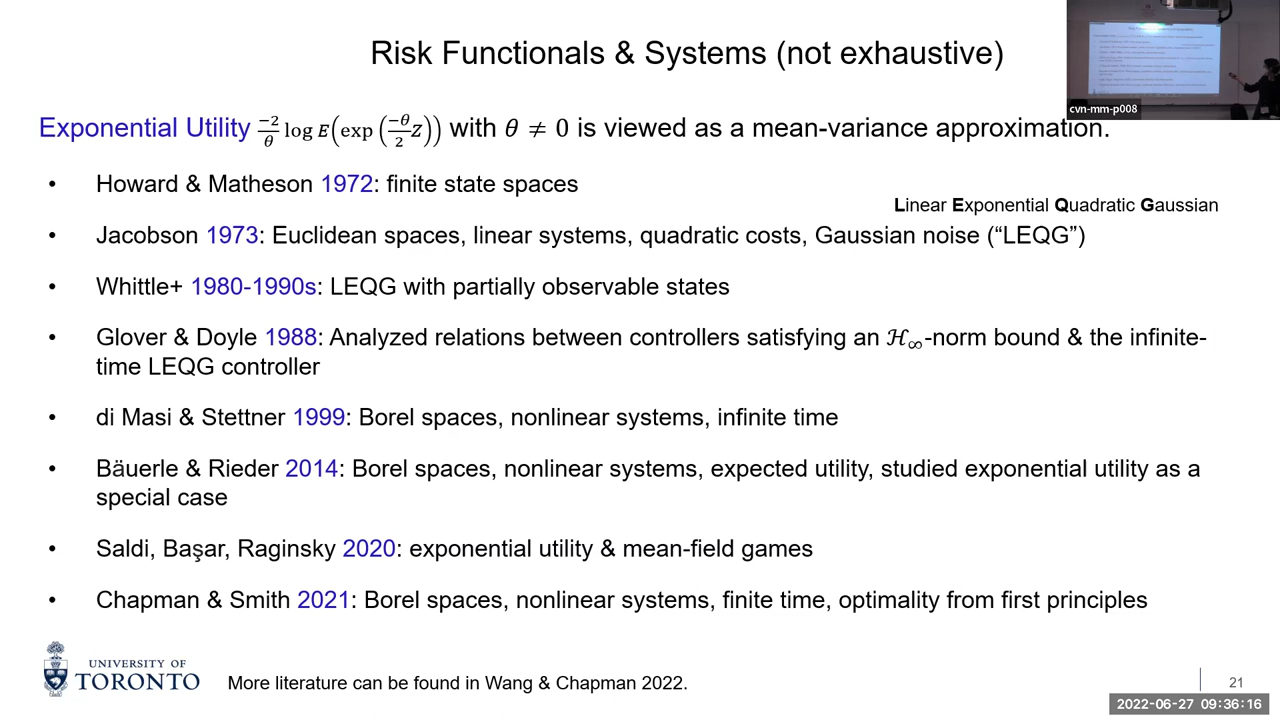 Risk Functionals & Systems (not exhaustive)
cvn-mm-p008
Exponential Utility −2/θ log E(exp(−θ/2 Z)) with θ ≠ 0 is viewed as a mean-variance approximation.
• Howard & Matheson 1972: finite state spaces
Linear Exponential Quadratic Gaussian
• Jacobson 1973: Euclidean spaces, linear systems, quadratic costs, Gaussian noise (“LEQG”)
• Whittle+ 1980-1990s: LEQG with partially observable states
• Glover & Doyle 1988: Analyzed relations between controllers satisfying an ℋ∞-norm bound & the infinite-
time LEQG controller
• di Masi & Stettner 1999: Borel spaces, nonlinear systems, infinite time
• Bäuerle & Rieder 2014: Borel spaces, nonlinear systems, expected utility, studied exponential utility as a
special case
• Saldi, Başar, Raginsky 2020: exponential utility & mean-field games
• Chapman & Smith 2021: Borel spaces, nonlinear systems, finite time, optimality from first principles
UNIVERSITY OF
TORONTO
More literature can be found in Wang & Chapman 2022.
21
2022-06-27 09:36:16